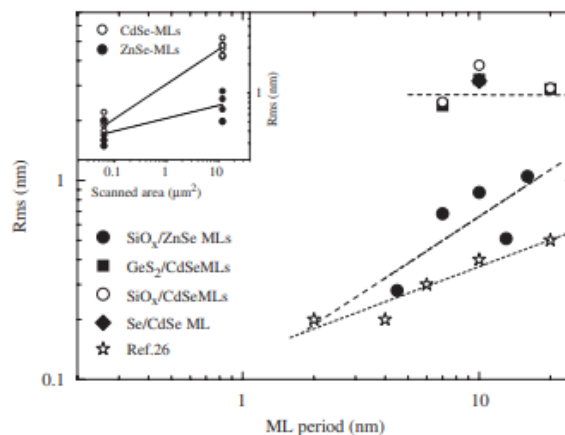 CdSe-MLs
ZnSe-MLs
1
Rms (nm)
0.1 1 10
Scanned area (μm²)
Rms (nm)
1
0.1
SiOₓ/ZnSe MLs
GeS₂/CdSeMLs
SiOₓ/CdSeMLs
Se/CdSe ML
Ref.26
1 10
ML period (nm)